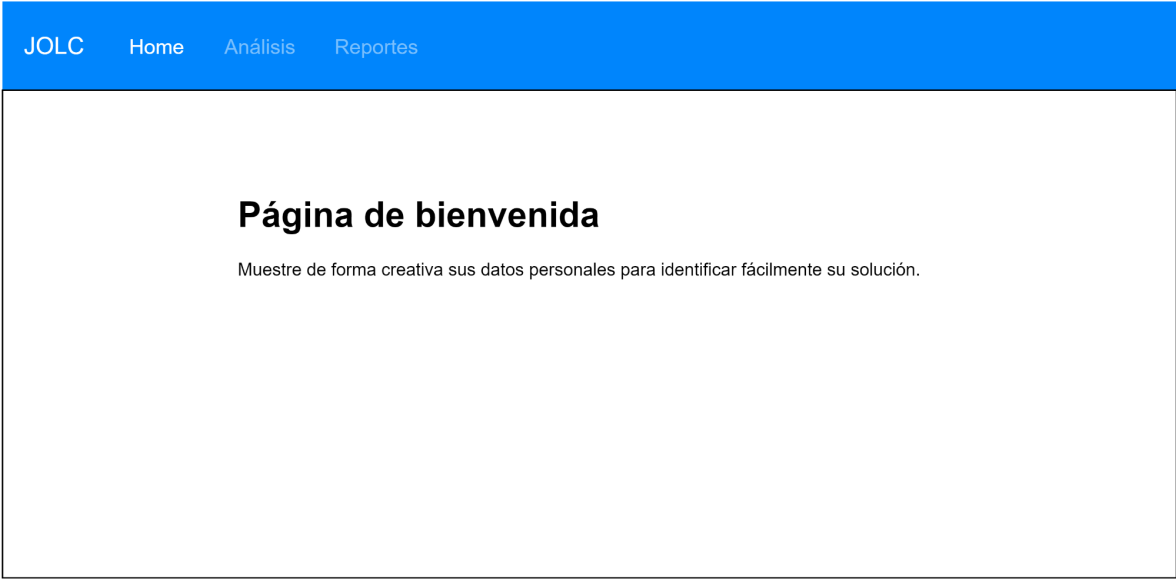 JOLC Home Análisis Reportes
Página de bienvenida
Muestre de forma creativa sus datos personales para identificar fácilmente su solución.